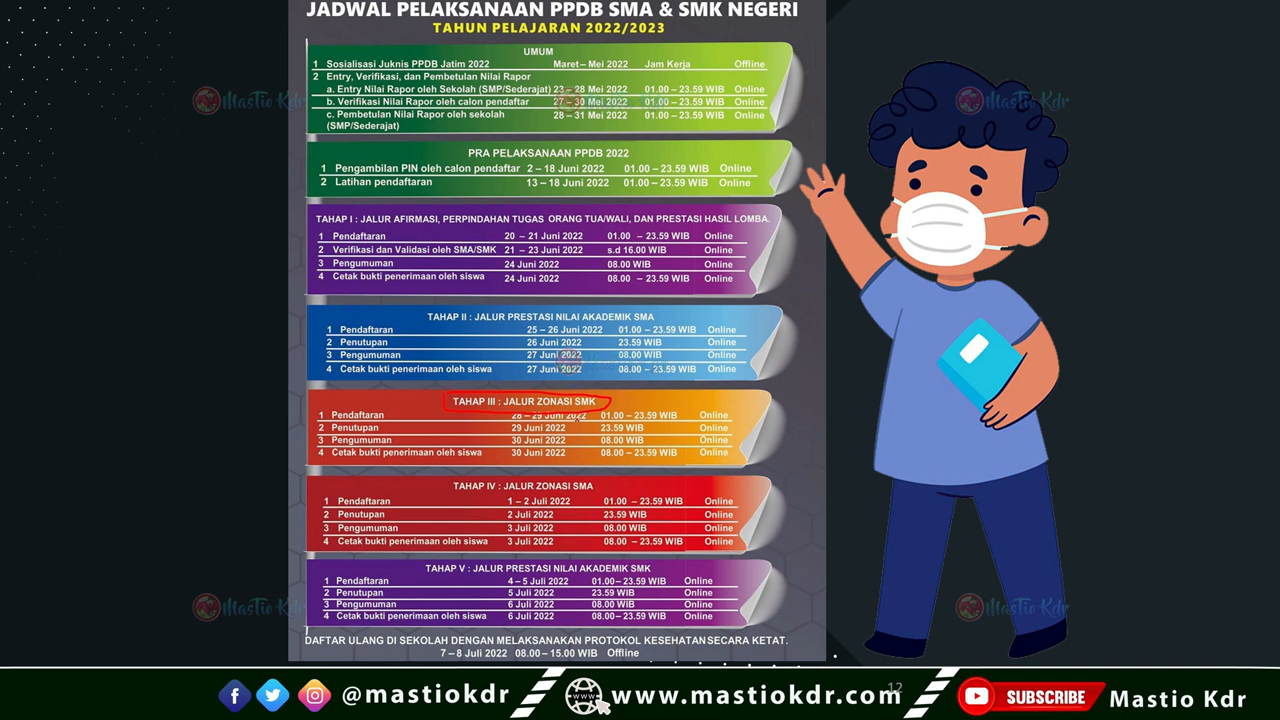 JADWAL PELAKSANAAN PPDB SMA & SMK NEGERI
TAHUN PELAJARAN 2022/2023
UMUM
1 Sosialisasi Juknis PPDB Jatim 2022 Maret – Mei 2022 Jam Kerja Offline
2 Entry, Verifikasi, dan Pembetulan Nilai Rapor
a. Entry Nilai Rapor oleh Sekolah (SMP/Sederajat) 23 – 28 Mei 2022 01.00 – 23.59 WIB Online
b. Verifikasi Nilai Rapor oleh calon pendaftar 27 – 30 Mei 2022 01.00 – 23.59 WIB Online
c. Pembetulan Nilai Rapor oleh sekolah 28 – 31 Mei 2022 01.00 – 23.59 WIB Online
(SMP/Sederajat)
PRA PELAKSANAAN PPDB 2022
1 Pengambilan PIN oleh calon pendaftar 2 – 18 Juni 2022 01.00 – 23.59 WIB Online
2 Latihan pendaftaran 13 – 18 Juni 2022 01.00 – 23.59 WIB Online
TAHAP I : JALUR AFIRMASI, PERPINDAHAN TUGAS ORANG TUA/WALI, DAN PRESTASI HASIL LOMBA.
1 Pendaftaran 20 – 21 Juni 2022 01.00 – 23.59 WIB Online
2 Verifikasi dan Validasi oleh SMA/SMK 21 – 23 Juni 2022 s.d 16.00 WIB Online
3 Pengumuman 24 Juni 2022 08.00 WIB Online
4 Cetak bukti penerimaan oleh siswa 24 Juni 2022 08.00 – 23.59 WIB Online
TAHAP II : JALUR PRESTASI NILAI AKADEMIK SMA
1 Pendaftaran 25 – 26 Juni 2022 01.00 – 23.59 WIB Online
2 Penutupan 26 Juni 2022 23.59 WIB Online
3 Pengumuman 27 Juni 2022 08.00 WIB Online
4 Cetak bukti penerimaan oleh siswa 27 Juni 2022 08.00 – 23.59 WIB Online
TAHAP III : JALUR ZONASI SMK
1 Pendaftaran 28 – 29 Juni 2022 01.00 – 23.59 WIB Online
2 Penutupan 29 Juni 2022 23.59 WIB Online
3 Pengumuman 30 Juni 2022 08.00 WIB Online
4 Cetak bukti penerimaan oleh siswa 30 Juni 2022 08.00 – 23.59 WIB Online
TAHAP IV : JALUR ZONASI SMA
1 Pendaftaran 1 – 2 Juli 2022 01.00 – 23.59 WIB Online
2 Penutupan 2 Juli 2022 23.59 WIB Online
3 Pengumuman 3 Juli 2022 08.00 WIB Online
4 Cetak bukti penerimaan oleh siswa 3 Juli 2022 08.00 – 23.59 WIB Online
TAHAP V : JALUR PRESTASI NILAI AKADEMIK SMK
1 Pendaftaran 4 – 5 Juli 2022 01.00– 23.59 WIB Online
2 Penutupan 5 Juli 2022 23.59 WIB Online
3 Pengumuman 6 Juli 2022 08.00 WIB Online
4 Cetak bukti penerimaan oleh siswa 6 Juli 2022 08.00– 23.59 WIB Online
DAFTAR ULANG DI SEKOLAH DENGAN MELAKSANAKAN PROTOKOL KESEHATAN SECARA KETAT.
7 – 8 Juli 2022 08.00 – 15.00 WIB Offline
MasTio Kdr
MasTio Kdr
MasTio Kdr
MasTio Kdr
@mastiokdr www.mastiokdr.com 12 SUBSCRIBE Mastio Kdr